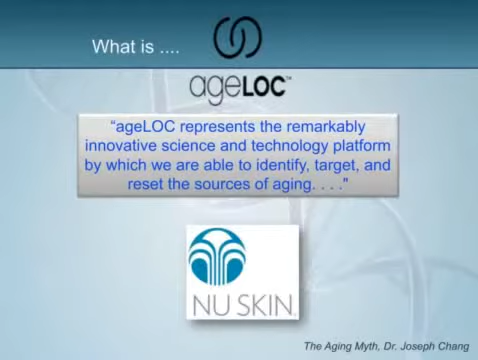 What is ....
ageLOC™
“ageLOC represents the remarkably
innovative science and technology platform
by which we are able to identify, target, and
reset the sources of aging. . . ."
NU SKIN.
The Aging Myth, Dr. Joseph Chang